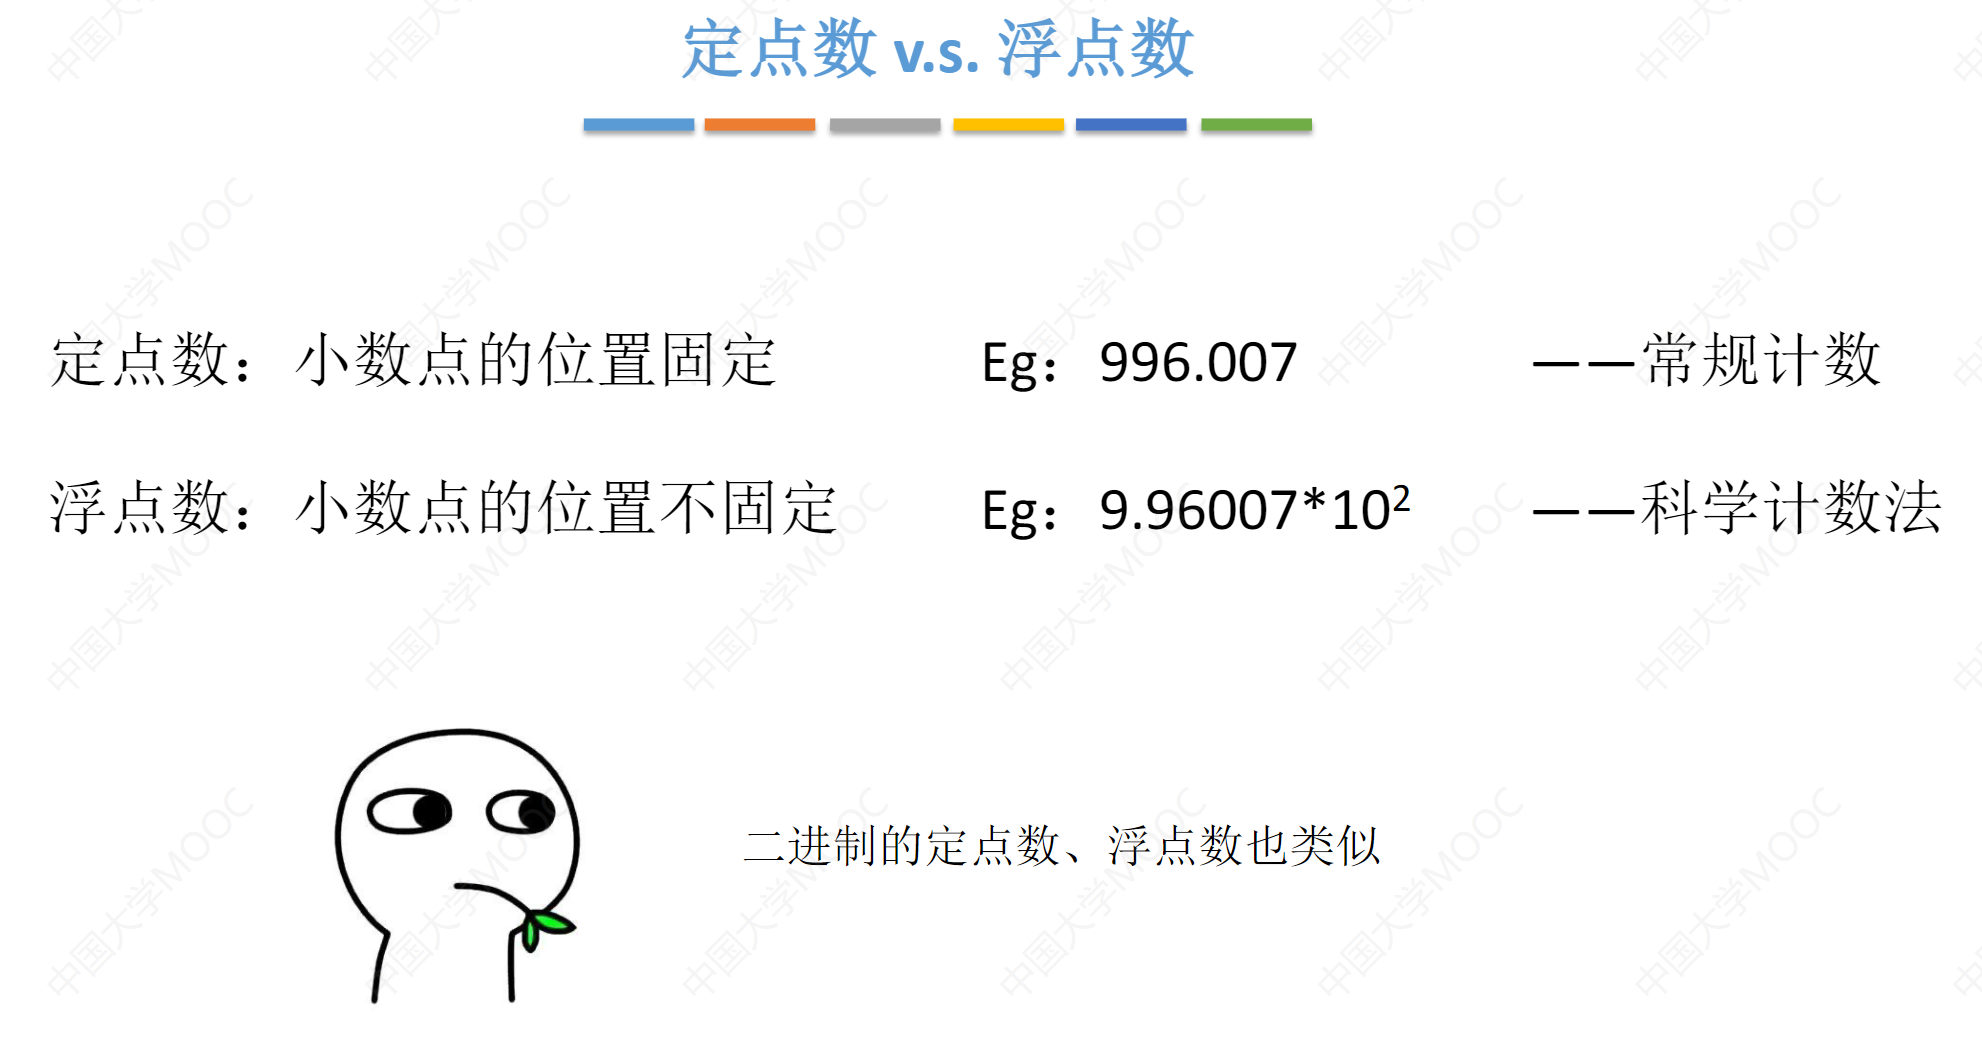 定点数 v.s. 浮点数
定点数：小数点的位置固定 Eg：996.007 ——常规计数
浮点数：小数点的位置不固定 Eg：9.96007*10² ——科学计数法
二进制的定点数、浮点数也类似
中国大学MOOC